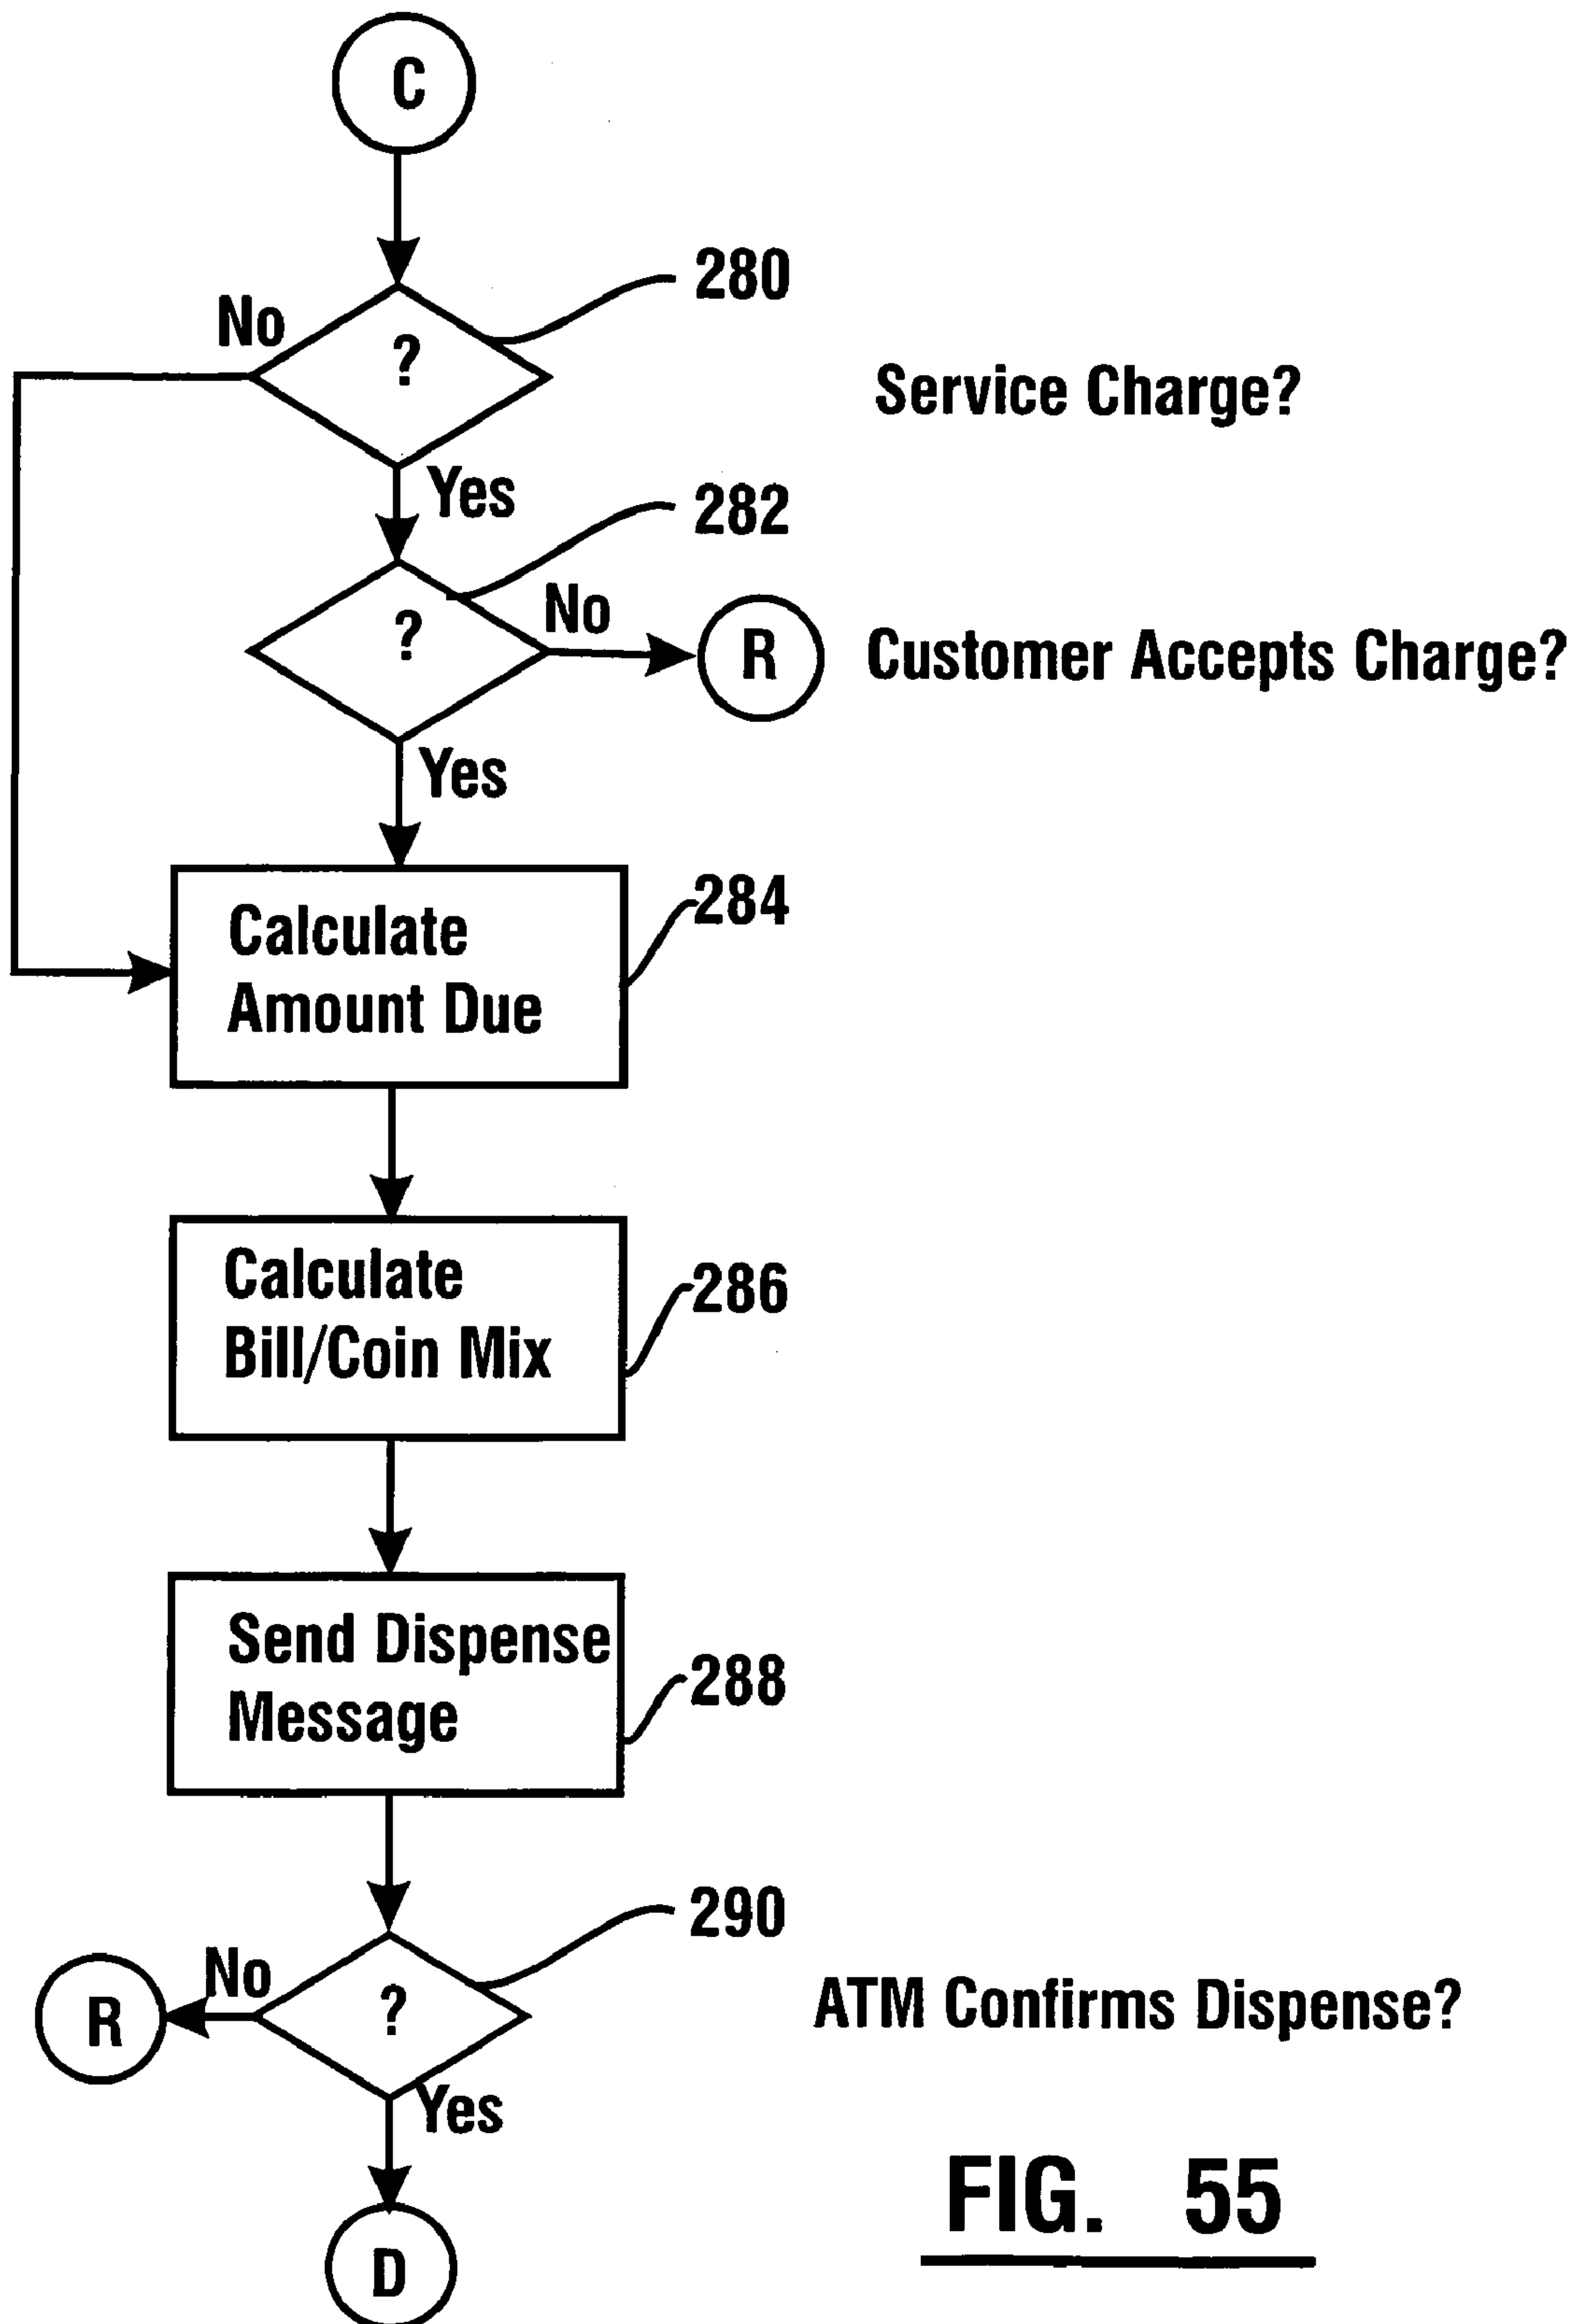 C
280
No
?
Service Charge?
Yes
282
No
?
R
Customer Accepts Charge?
Yes
284
Calculate
Amount Due
286
Calculate
Bill/Coin Mix
288
Send Dispense
Message
290
No
R
?
ATM Confirms Dispense?
Yes
D
FIG. 55